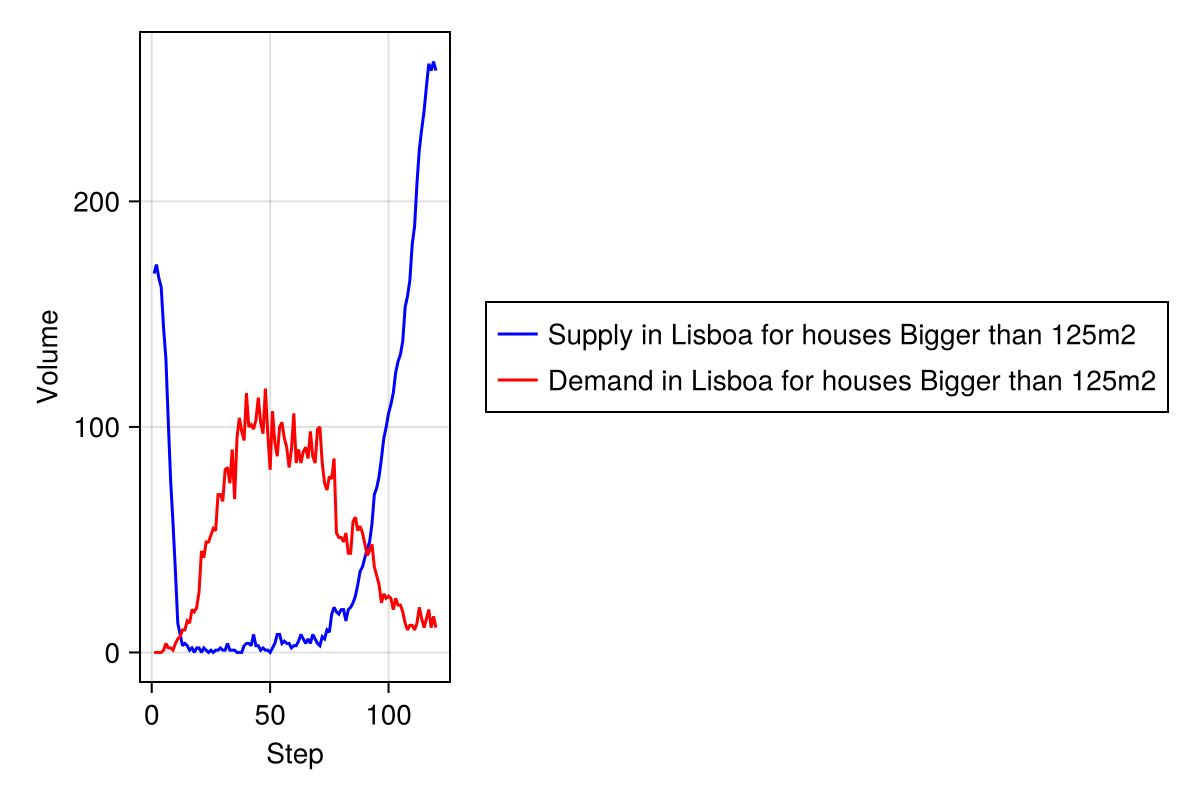 Volume
200
100
0
0 50 100
Step
Supply in Lisboa for houses Bigger than 125m2
Demand in Lisboa for houses Bigger than 125m2